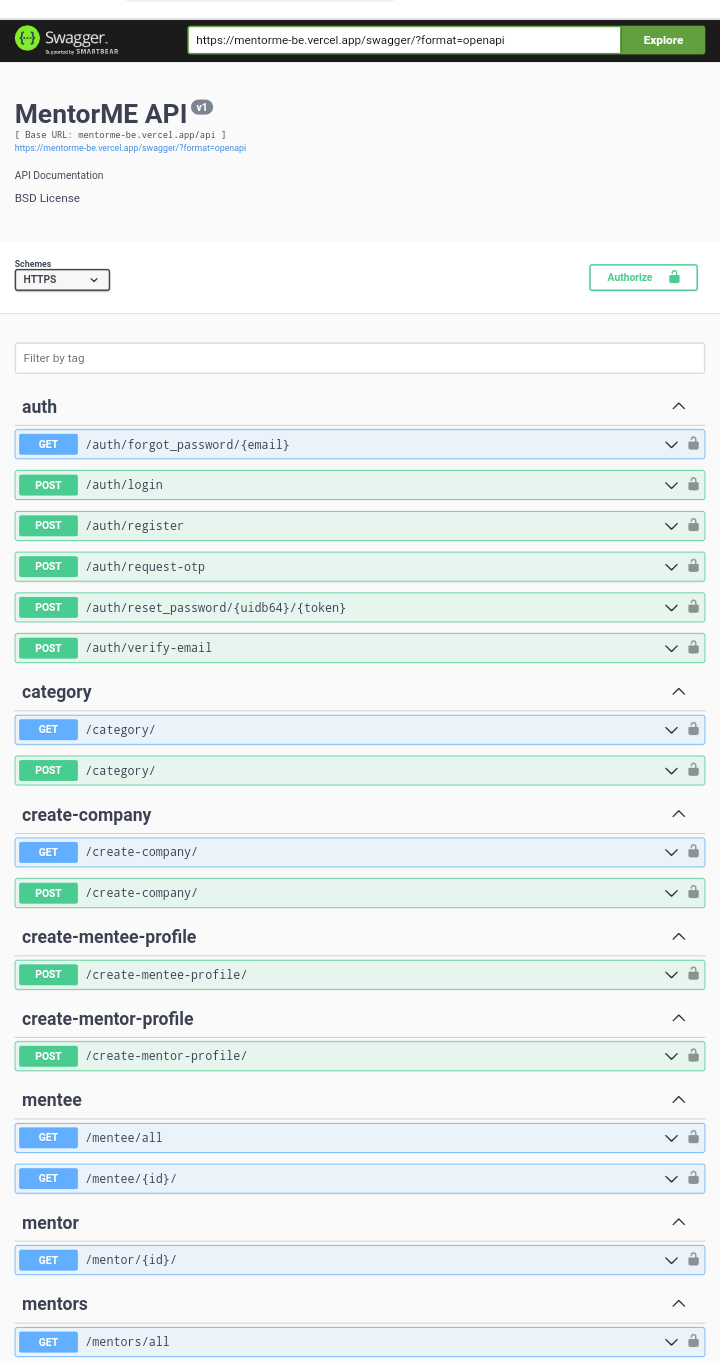 Swagger.
Supported by SMARTBEAR
https://mentorme-be.vercel.app/swagger/?format=openapi
Explore
MentorME API v1
[ Base URL: mentorme-be.vercel.app/api ]
https://mentorme-be.vercel.app/swagger/?format=openapi
API Documentation
BSD License
Schemes
HTTPS
Authorize
Filter by tag
auth
GET /auth/forgot_password/{email}
POST /auth/login
POST /auth/register
POST /auth/request-otp
POST /auth/reset_password/{uidb64}/{token}
POST /auth/verify-email
category
GET /category/
POST /category/
create-company
GET /create-company/
POST /create-company/
create-mentee-profile
POST /create-mentee-profile/
create-mentor-profile
POST /create-mentor-profile/
mentee
GET /mentee/all
GET /mentee/{id}/
mentor
GET /mentor/{id}/
mentors
GET /mentors/all